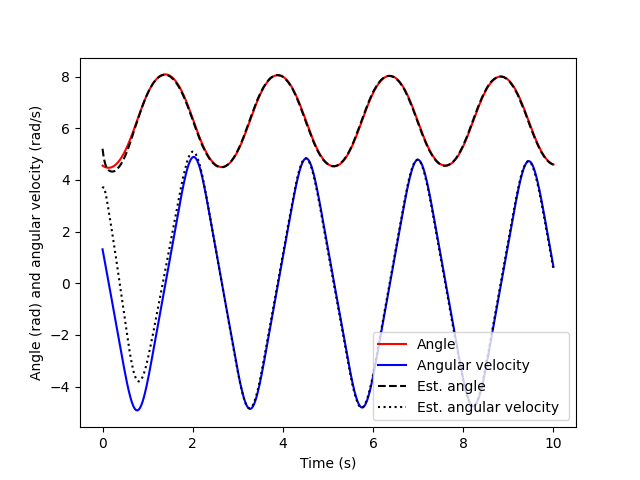 Angle (rad) and angular velocity (rad/s)
8
6
4
2
0
−2
−4
0 2 4 6 8 10
Time (s)
Angle
Angular velocity
Est. angle
Est. angular velocity